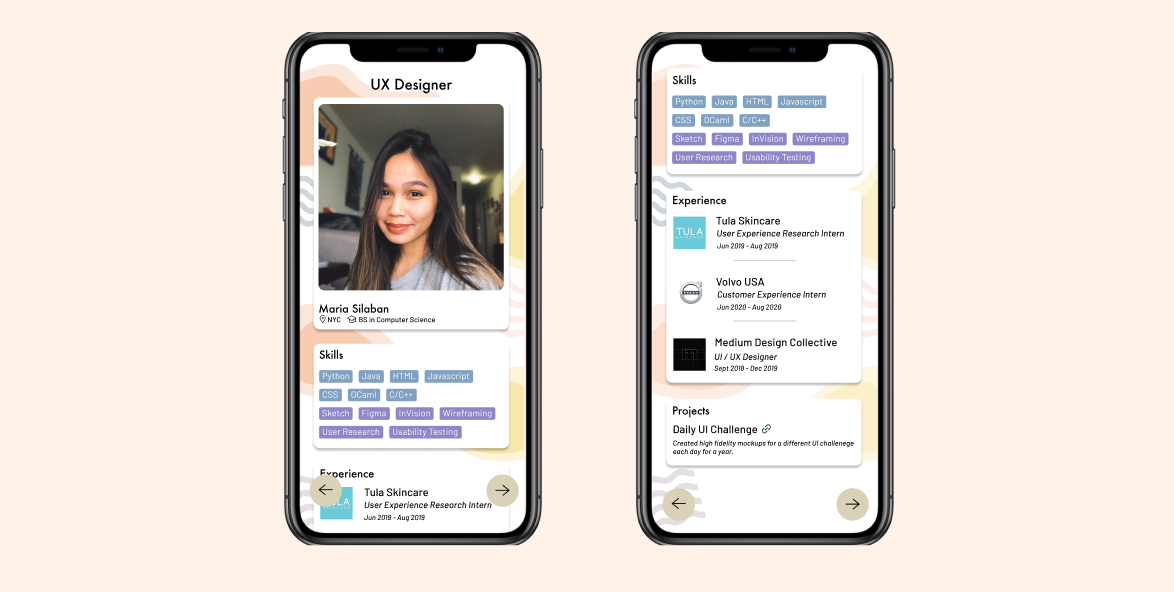 UX Designer
Maria Silaban
NYC BS in Computer Science
Skills
Python Java HTML Javascript
CSS OCaml C/C++
Sketch Figma InVision Wireframing
User Research Usability Testing
Experience
Tula Skincare
User Experience Research Intern
Jun 2019 - Aug 2019
Skills
Python Java HTML Javascript
CSS OCaml C/C++
Sketch Figma InVision Wireframing
User Research Usability Testing
Experience
TULA
SKINCARE
Tula Skincare
User Experience Research Intern
Jun 2019 - Aug 2019
VOLVO
Volvo USA
Customer Experience Intern
Jun 2020 - Aug 2020
m
Medium Design Collective
UI / UX Designer
Sept 2018 - Dec 2019
Projects
Daily UI Challenge
Created high fidelity mockups for a different UI challenege
each day for a year.